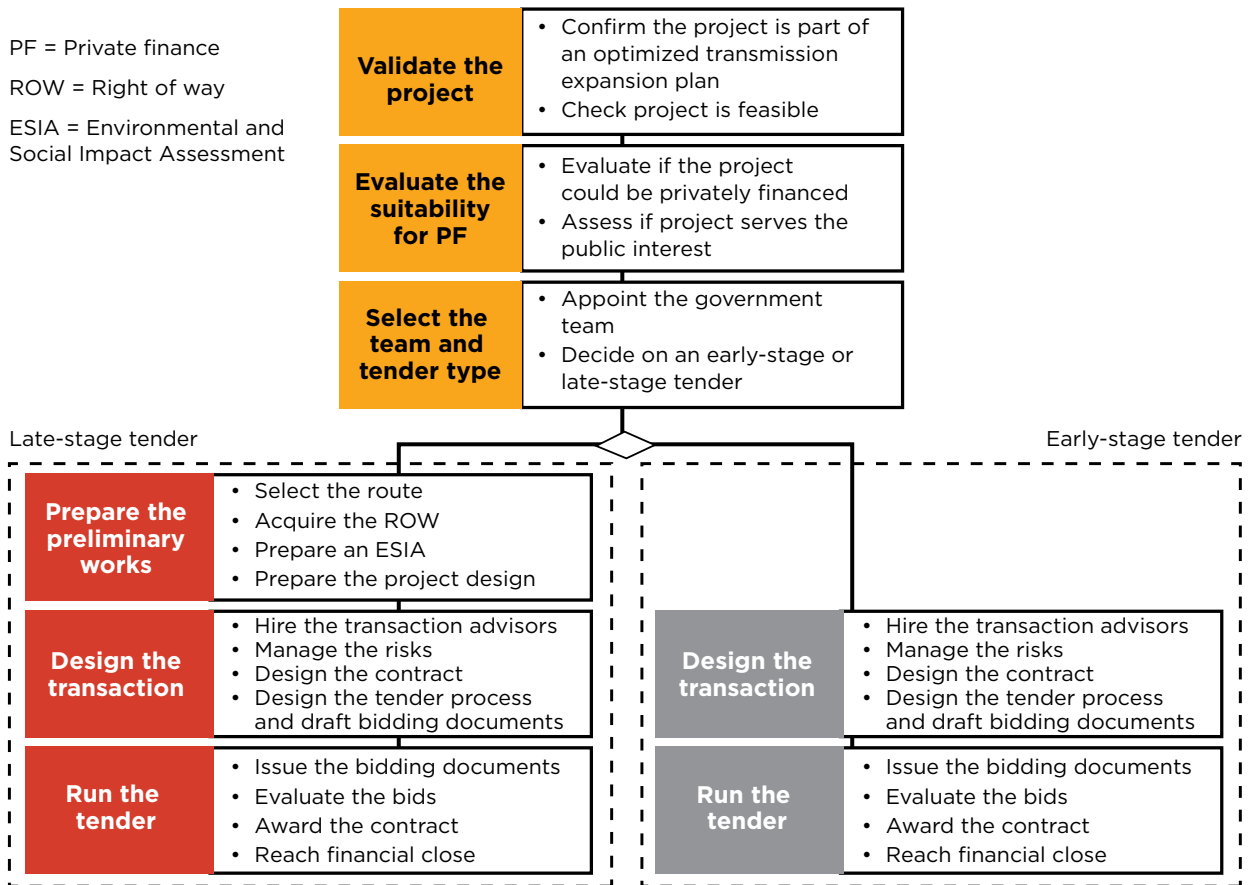 PF = Private finance
ROW = Right of way
ESIA = Environmental and
Social Impact Assessment
Validate the
project
• Confirm the project is part of
an optimized transmission
expansion plan
• Check project is feasible
Evaluate the
suitability
for PF
• Evaluate if the project
could be privately financed
• Assess if project serves the
public interest
Select the
team and
tender type
• Appoint the government
team
• Decide on an early-stage or
late-stage tender
Late-stage tender
Prepare the
preliminary
works
• Select the route
• Acquire the ROW
• Prepare an ESIA
• Prepare the project design
Design the
transaction
• Hire the transaction advisors
• Manage the risks
• Design the contract
• Design the tender process
and draft bidding documents
Run the
tender
• Issue the bidding documents
• Evaluate the bids
• Award the contract
• Reach financial close
Early-stage tender
Design the
transaction
• Hire the transaction advisors
• Manage the risks
• Design the contract
• Design the tender process
and draft bidding documents
Run the
tender
• Issue the bidding documents
• Evaluate the bids
• Award the contract
• Reach financial close